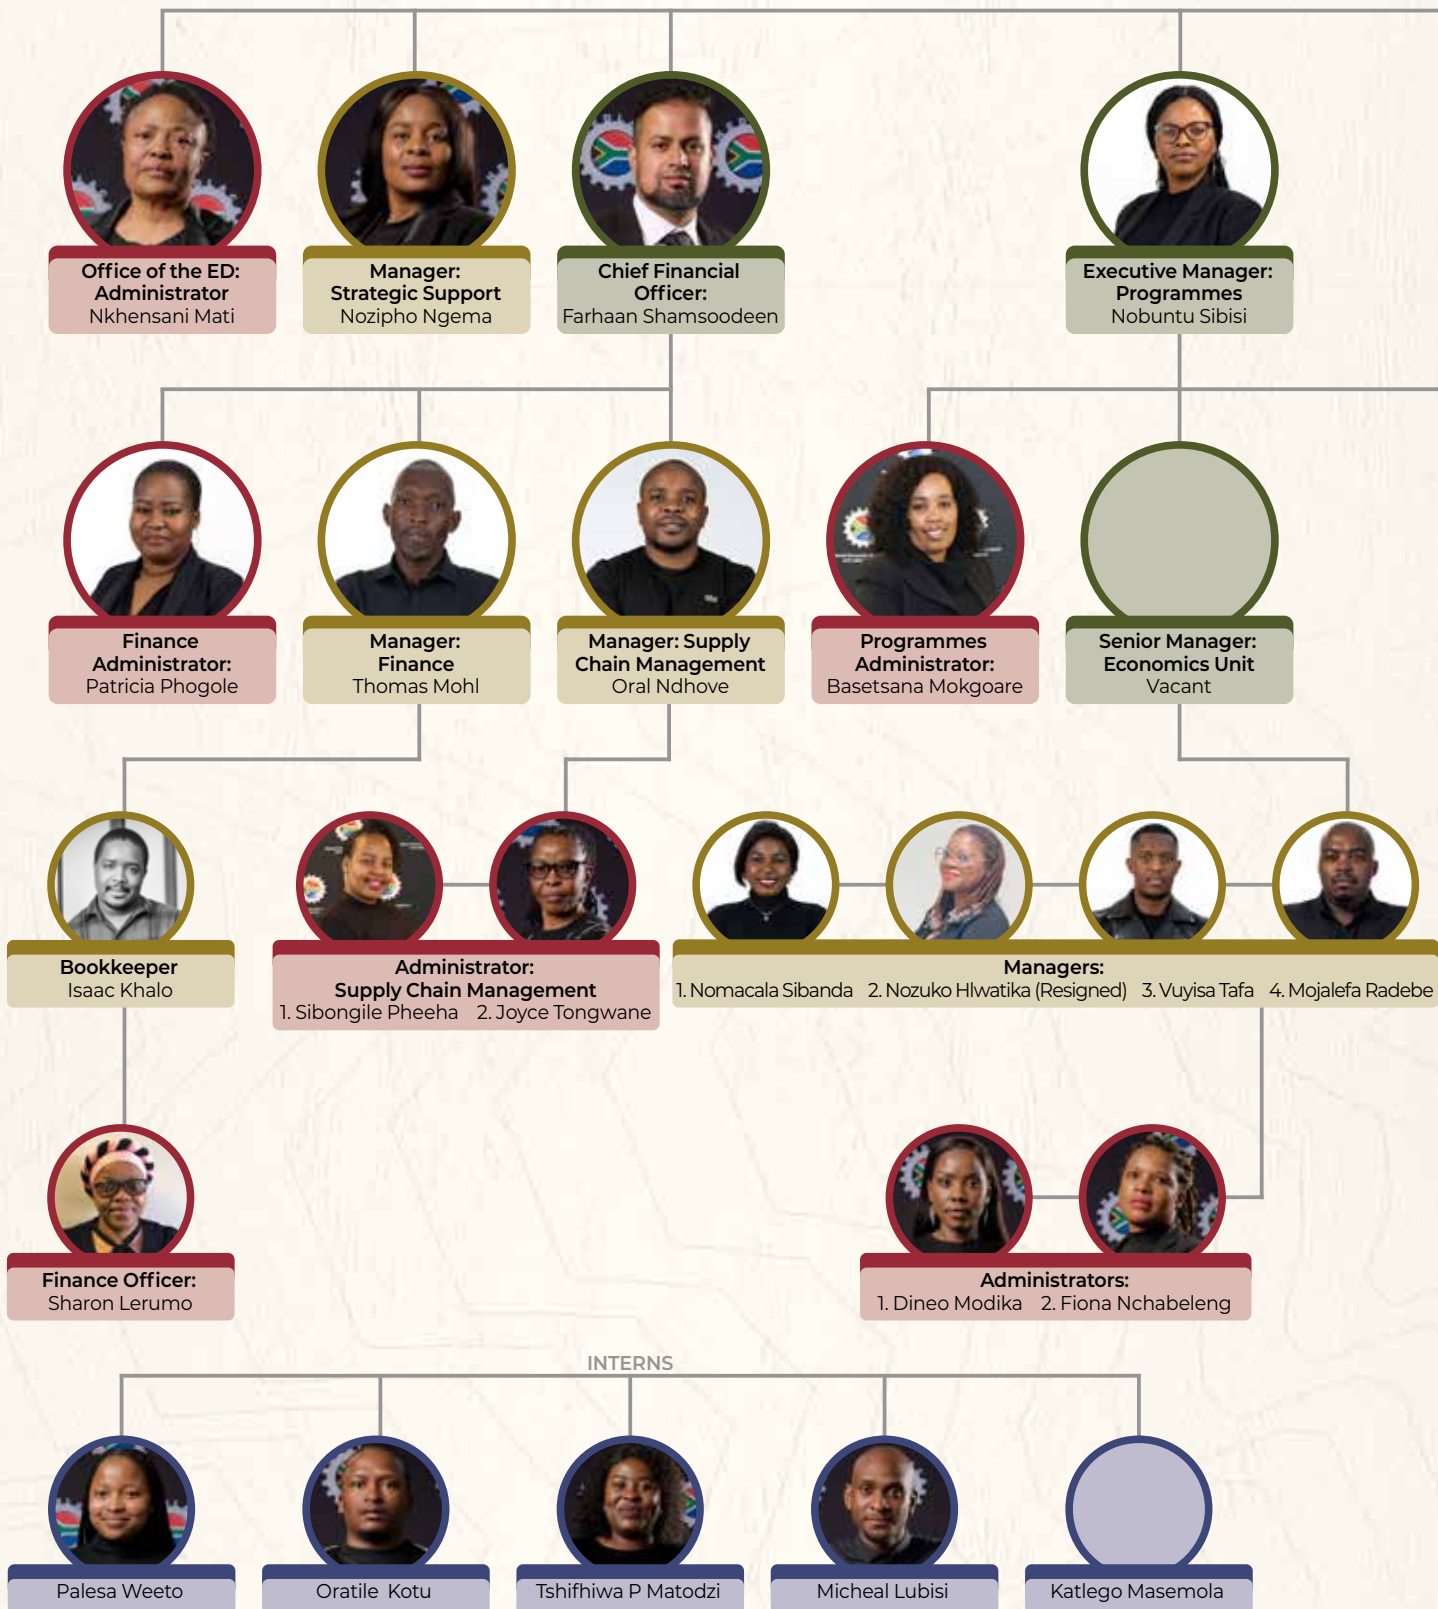 Office of the ED:
Administrator
Nkhensani Mati
Manager:
Strategic Support
Nozipho Ngema
Chief Financial
Officer:
Farhaan Shamsoodeen
Executive Manager:
Programmes
Nobuntu Sibisi
Finance
Administrator:
Patricia Phogole
Manager:
Finance
Thomas Mohl
Manager: Supply
Chain Management
Oral Ndhove
Programmes
Administrator:
Basetsana Mokgoare
Senior Manager:
Economics Unit
Vacant
Bookkeeper
Isaac Khalo
Administrator:
Supply Chain Management
1. Sibongile Pheeha 2. Joyce Tongwane
Managers:
1. Nomacala Sibanda 2. Nozuko Hlwatika (Resigned) 3. Vuyisa Tafa 4. Mojalefa Radebe
Finance Officer:
Sharon Lerumo
Administrators:
1. Dineo Modika 2. Fiona Nchabeleng
INTERNS
Palesa Weeto
Oratile Kotu
Tshifhiwa P Matodzi
Micheal Lubisi
Katlego Masemola